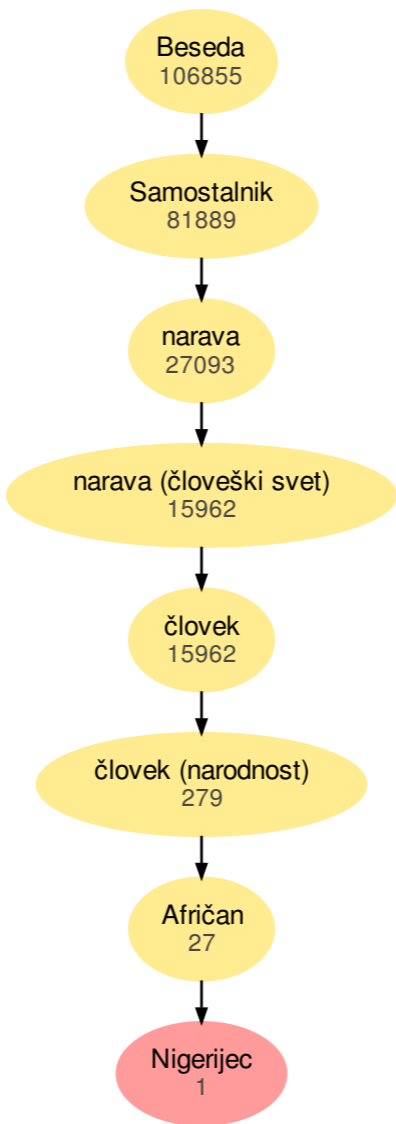 Beseda
106855
Samostalnik
81889
narava
27093
narava (človeški svet)
15962
človek
15962
človek (narodnost)
279
Afričan
27
Nigerijec
1